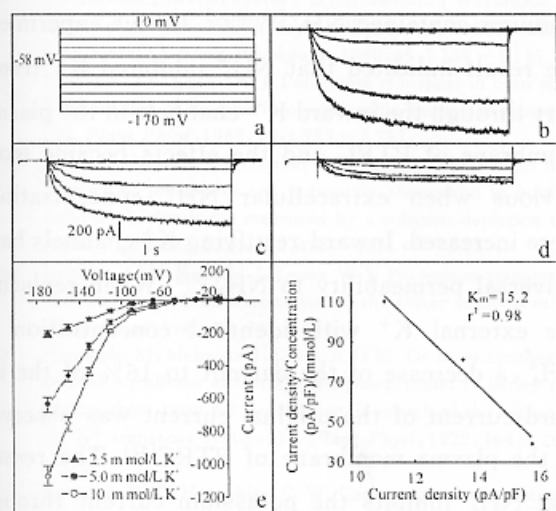 10 mV
-58 mV
-170 mV
a
b
c
200 pA
1 s
d
Voltage(mV)
-180 -140 -100 -60 -20
200
-200
-400
-600
-800
-1000
-1200
Current (pA)
2.5 m mol/L K+
5.0 m mol/L K+
10 m mol/L K+
e
Current density/Concentration
(pA/pF)/(mmol/L)
110
90
70
50
30
Km=15.2
r²=0.98
10 12 14 16
Current density (pA/pF)
f